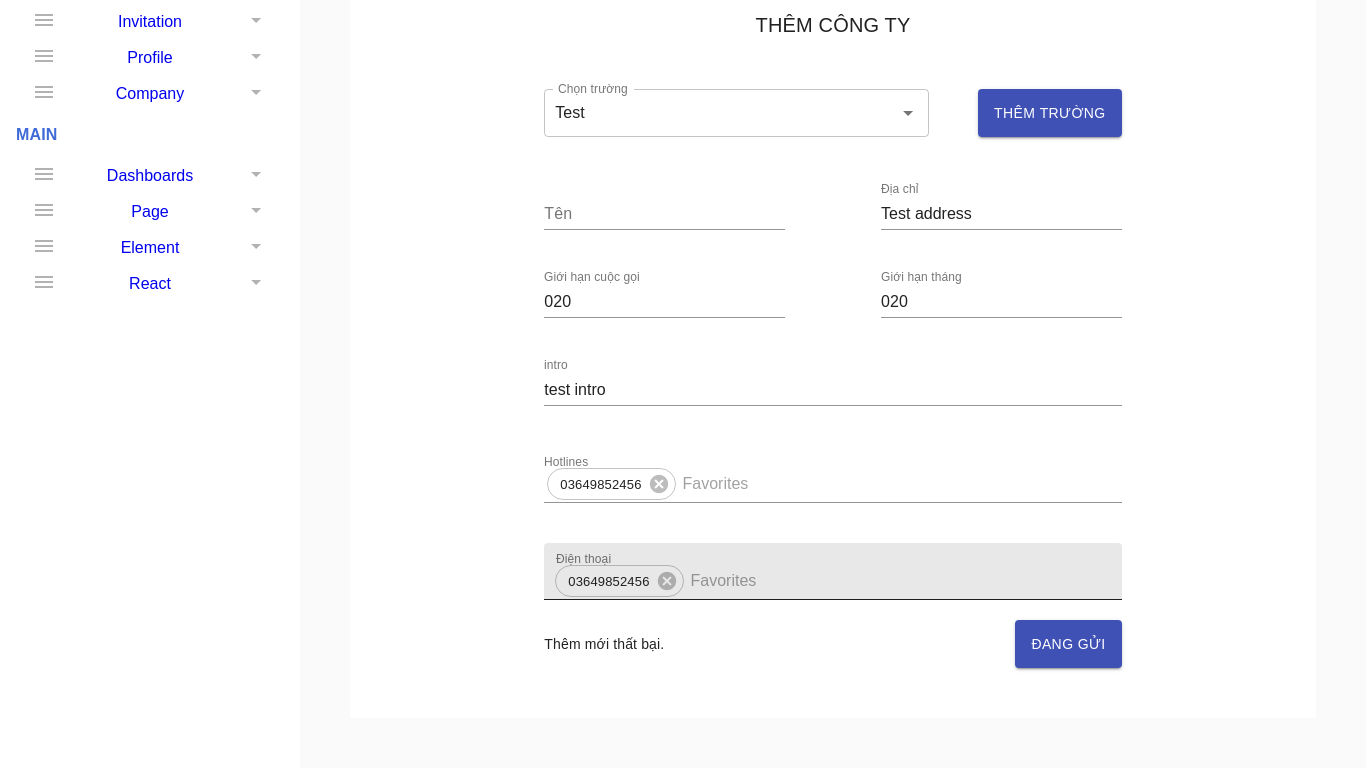 Invitation
Profile
Company
MAIN
Dashboards
Page
Element
React
THÊM CÔNG TY
Chọn trường
Test
THÊM TRƯỜNG
Tên
Địa chỉ
Test address
Giới hạn cuộc gọi
020
Giới hạn tháng
020
intro
test intro
Hotlines
03649852456 Favorites
Điện thoại
03649852456 Favorites
Thêm mới thất bại.
ĐANG GỬI